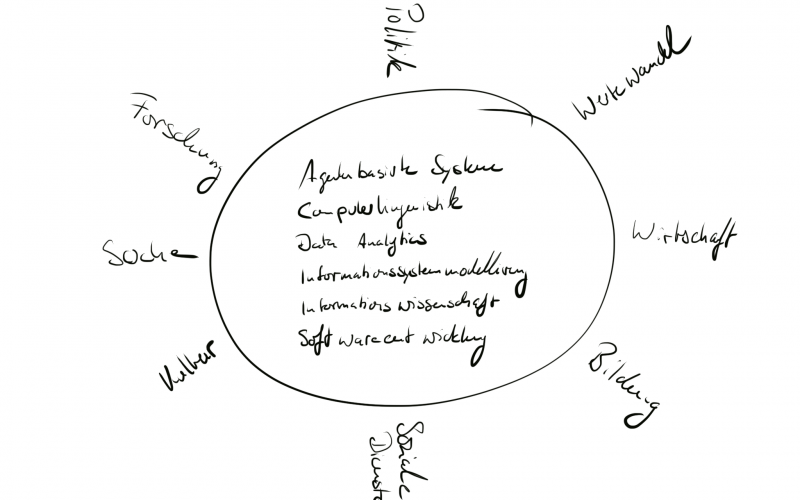 Politik
Wertewandel
Forschung
Agentenbasierte Systeme
Computerlinguistik
Wirtschaft
Data Analytics
Suche
Informationssystemmodellierung
Informationswissenschaft
Softwareentwicklung
Kultur
Bildung
Soziale
Dienste